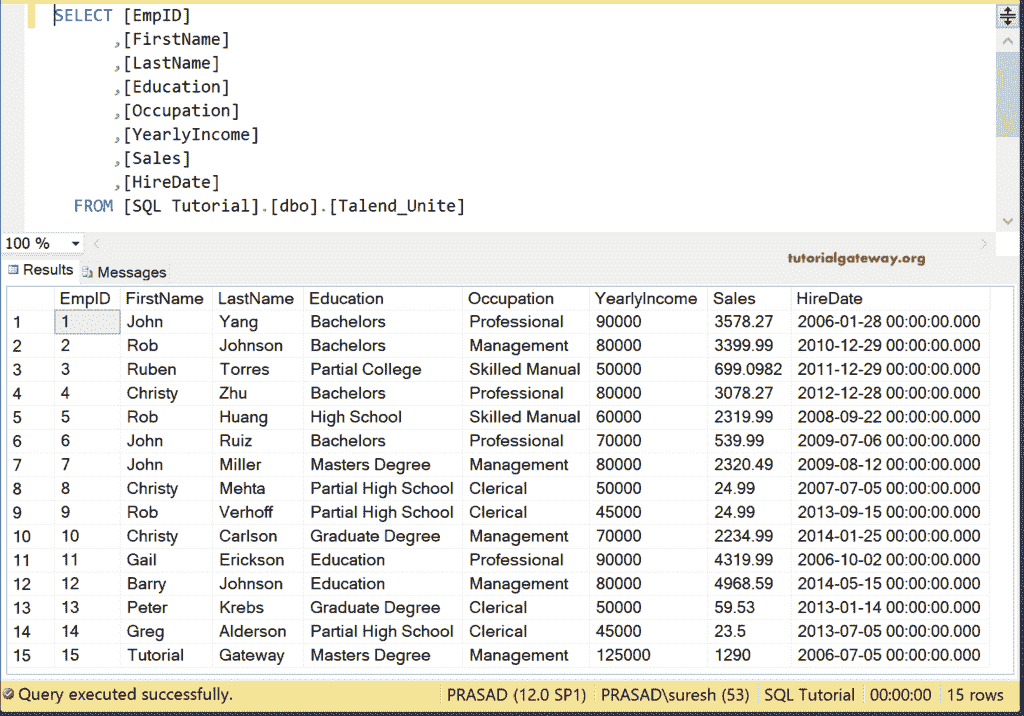 SELECT [EmpID]
,[FirstName]
,[LastName]
,[Education]
,[Occupation]
,[YearlyIncome]
,[Sales]
,[HireDate]
FROM [SQL Tutorial].[dbo].[Talend_Unite]
100 %
tutorialgateway.org
Results Messages
EmpID FirstName LastName Education Occupation YearlyIncome Sales HireDate
1 1 John Yang Bachelors Professional 90000 3578.27 2006-01-28 00:00:00.000
2 2 Rob Johnson Bachelors Management 80000 3399.99 2010-12-29 00:00:00.000
3 3 Ruben Torres Partial College Skilled Manual 50000 699.0982 2011-12-29 00:00:00.000
4 4 Christy Zhu Bachelors Professional 80000 3078.27 2012-12-28 00:00:00.000
5 5 Rob Huang High School Skilled Manual 60000 2319.99 2008-09-22 00:00:00.000
6 6 John Ruiz Bachelors Professional 70000 539.99 2009-07-06 00:00:00.000
7 7 John Miller Masters Degree Management 80000 2320.49 2009-08-12 00:00:00.000
8 8 Christy Mehta Partial High School Clerical 50000 24.99 2007-07-05 00:00:00.000
9 9 Rob Verhoff Partial High School Clerical 45000 24.99 2013-09-15 00:00:00.000
10 10 Christy Carlson Graduate Degree Management 70000 2234.99 2014-01-25 00:00:00.000
11 11 Gail Erickson Education Professional 90000 4319.99 2006-10-02 00:00:00.000
12 12 Barry Johnson Education Management 80000 4968.59 2014-05-15 00:00:00.000
13 13 Peter Krebs Graduate Degree Clerical 50000 59.53 2013-01-14 00:00:00.000
14 14 Greg Alderson Partial High School Clerical 45000 23.5 2013-07-05 00:00:00.000
15 15 Tutorial Gateway Masters Degree Management 125000 1290 2006-07-05 00:00:00.000
Query executed successfully. PRASAD (12.0 SP1) PRASAD\suresh (53) SQL Tutorial 00:00:00 15 rows